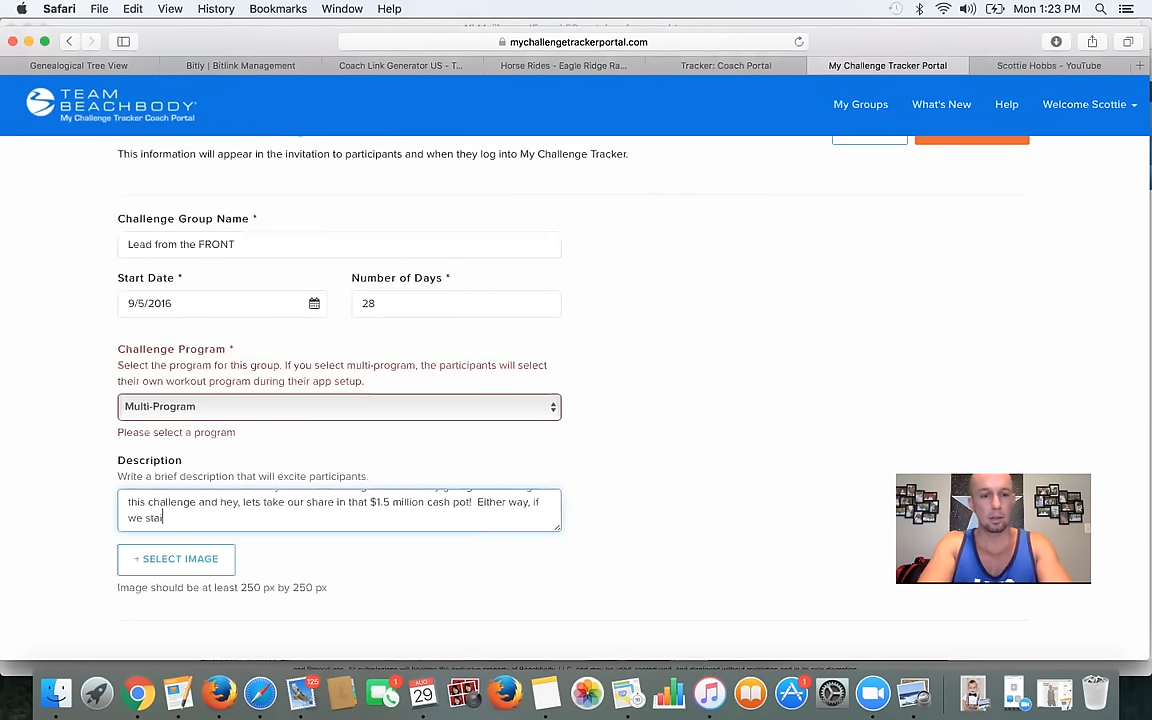 Safari File Edit View History Bookmarks Window Help Mon 1:23 PM
mychallengetrackerportal.com
Genealogical Tree View Bitly | Bitlink Management Coach Link Generator US - T... Horse Rides - Eagle Ridge Ra... Tracker: Coach Portal My Challenge Tracker Portal Scottie Hobbs - YouTube
TEAM
BEACHBODY
My Challenge Tracker Coach Portal
My Groups What's New Help Welcome Scottie
This information will appear in the invitation to participants and when they log into My Challenge Tracker.
Challenge Group Name *
Lead from the FRONT
Start Date * Number of Days *
9/5/2016 28
Challenge Program *
Select the program for this group. If you select multi-program, the participants will select
their own workout program during their app setup.
Multi-Program
Please select a program
Description
Write a brief description that will excite participants.
this challenge and hey, lets take our share in that $1.5 million cash pot! Either way, if
we stai
+ SELECT IMAGE
Image should be at least 250 px by 250 px
125
1
AUG
29
1